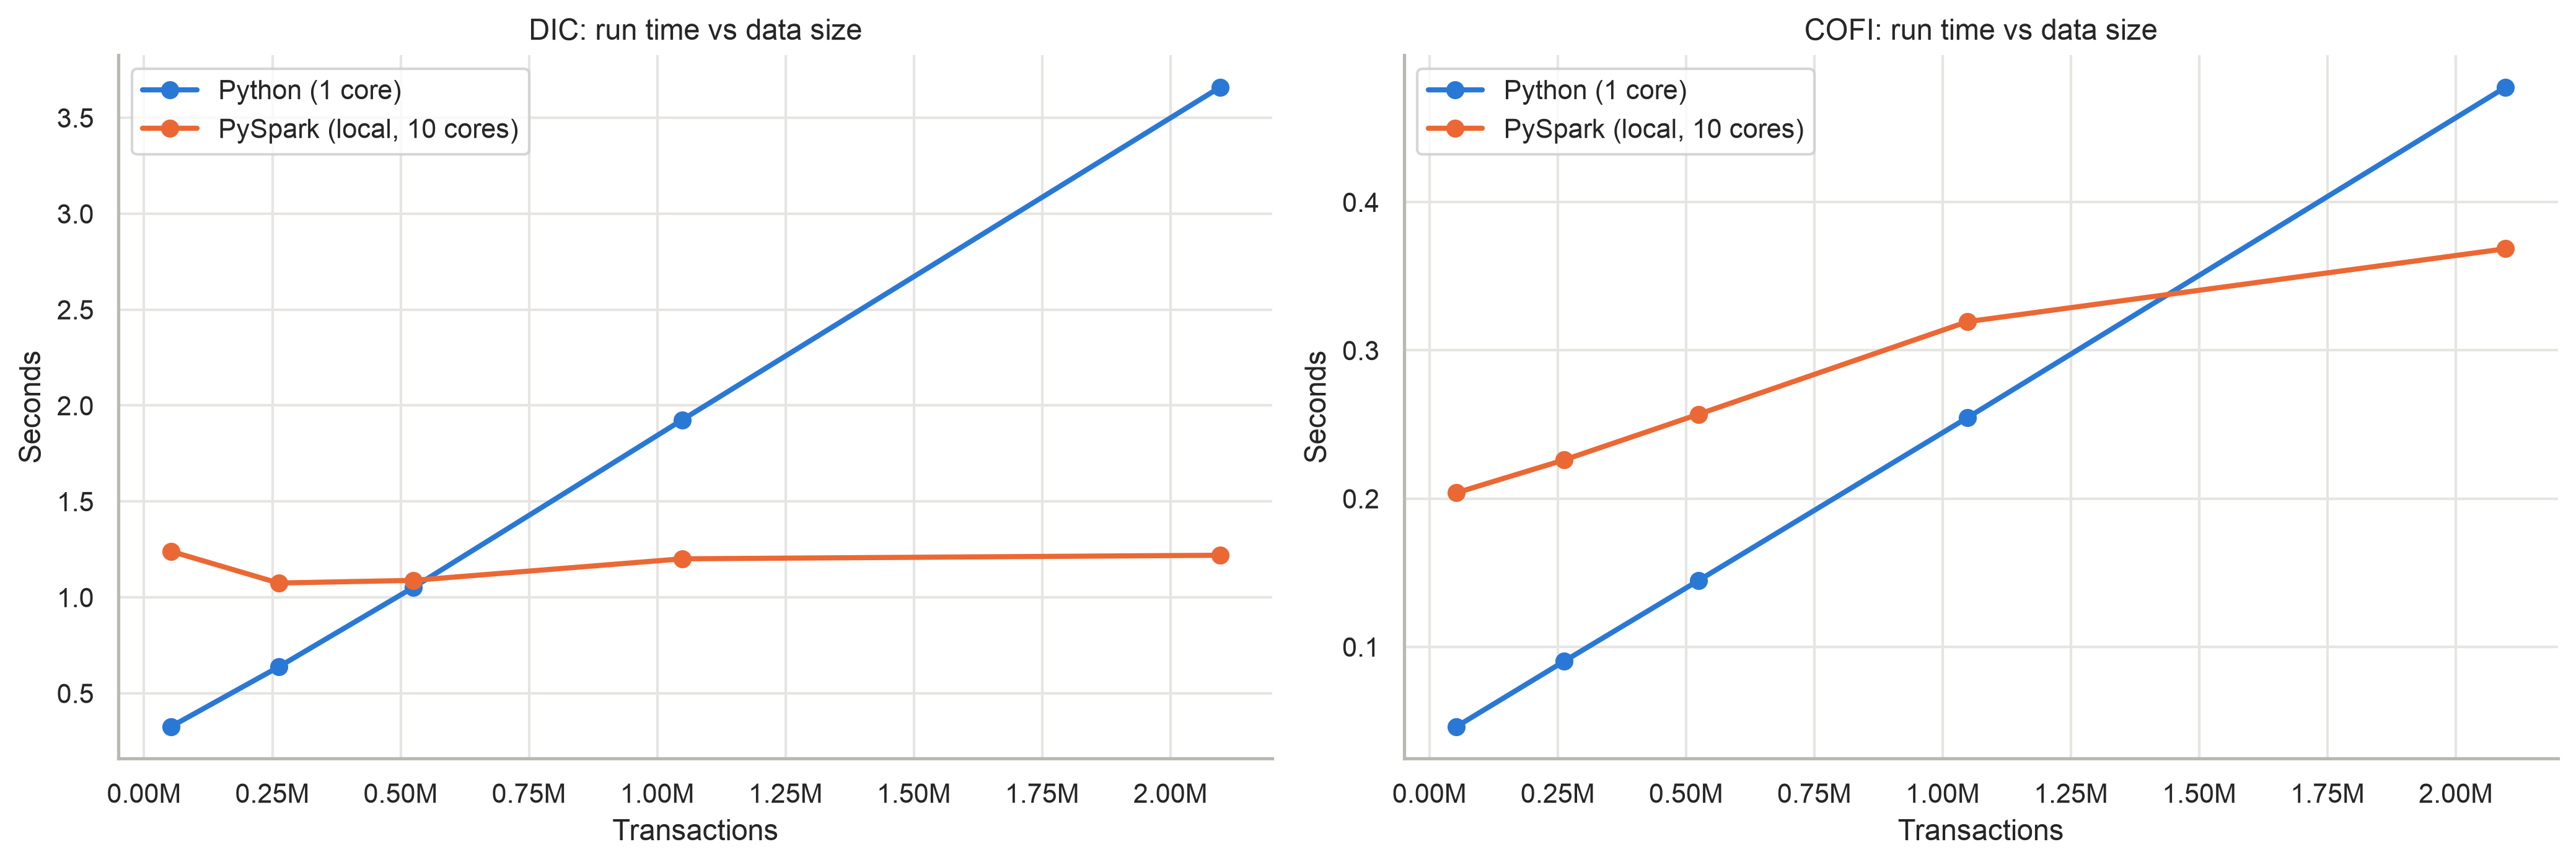 DIC: run time vs data size
Python (1 core)
PySpark (local, 10 cores)
3.5
3.0
2.5
2.0
1.5
1.0
0.5
Seconds
0.00M 0.25M 0.50M 0.75M 1.00M 1.25M 1.50M 1.75M 2.00M
Transactions
COFI: run time vs data size
Python (1 core)
PySpark (local, 10 cores)
0.4
0.3
0.2
0.1
Seconds
0.00M 0.25M 0.50M 0.75M 1.00M 1.25M 1.50M 1.75M 2.00M
Transactions